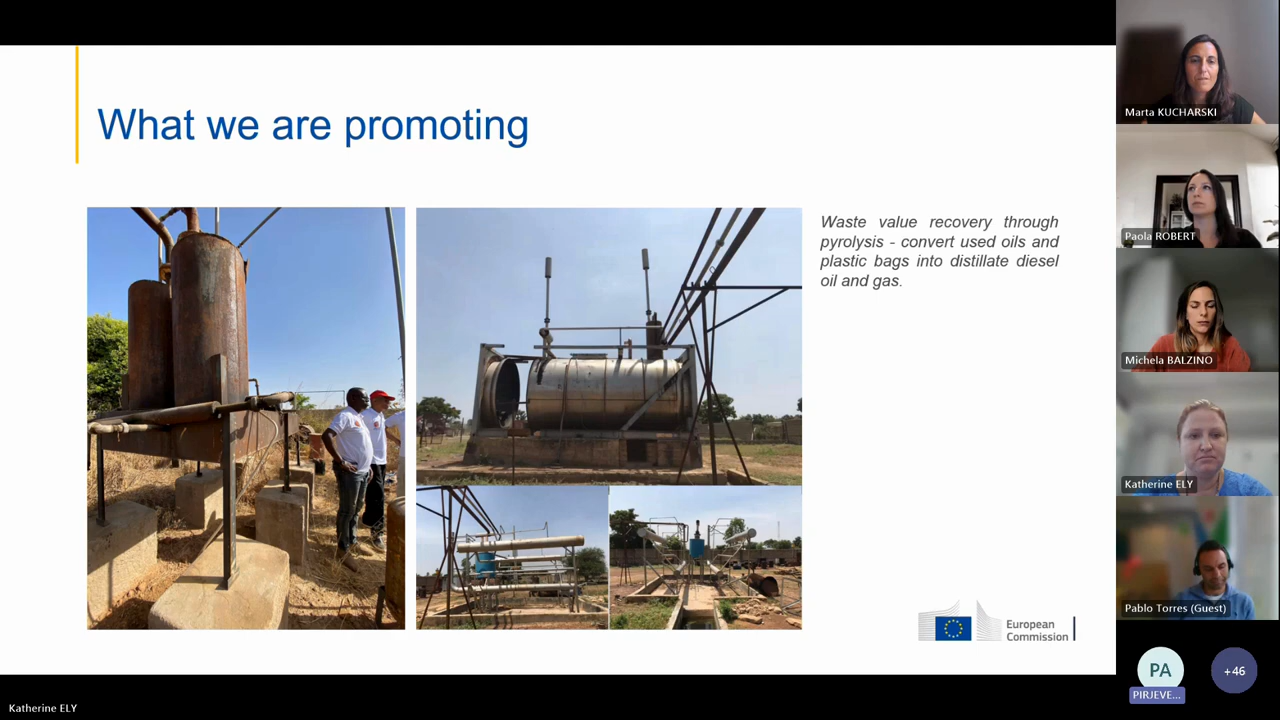 What we are promoting
Waste value recovery through
pyrolysis - convert used oils and
plastic bags into distillate diesel
oil and gas.
European
Commission
Marta KUCHARSKI
Paola ROBERT
Michela BALZINO
Katherine ELY
Pablo Torres (Guest)
PA
PIRJEVE...
+46
Katherine ELY